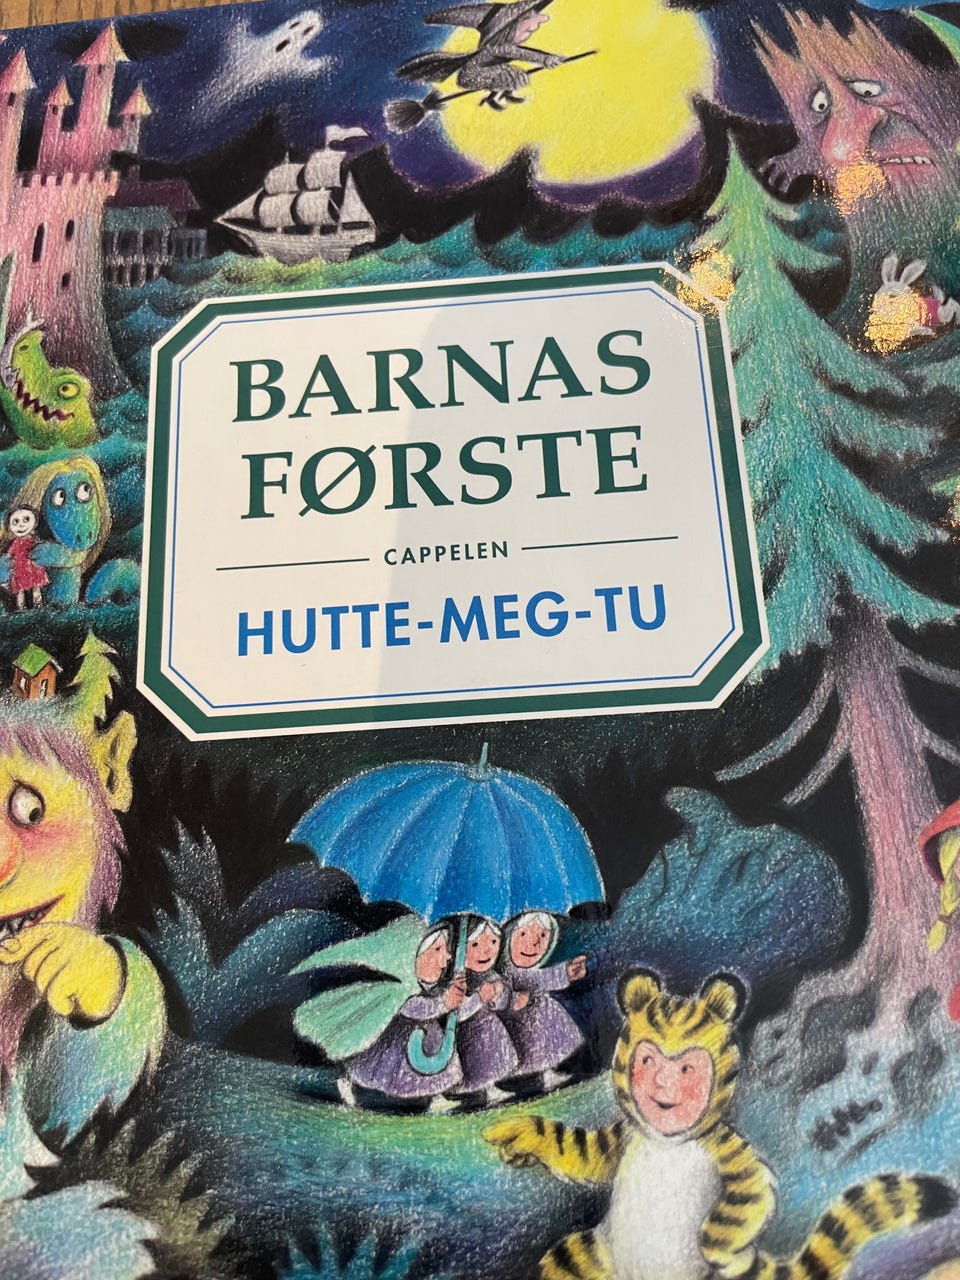 BARNAS
FØRSTE
CAPPELEN
HUTTE-MEG-TU